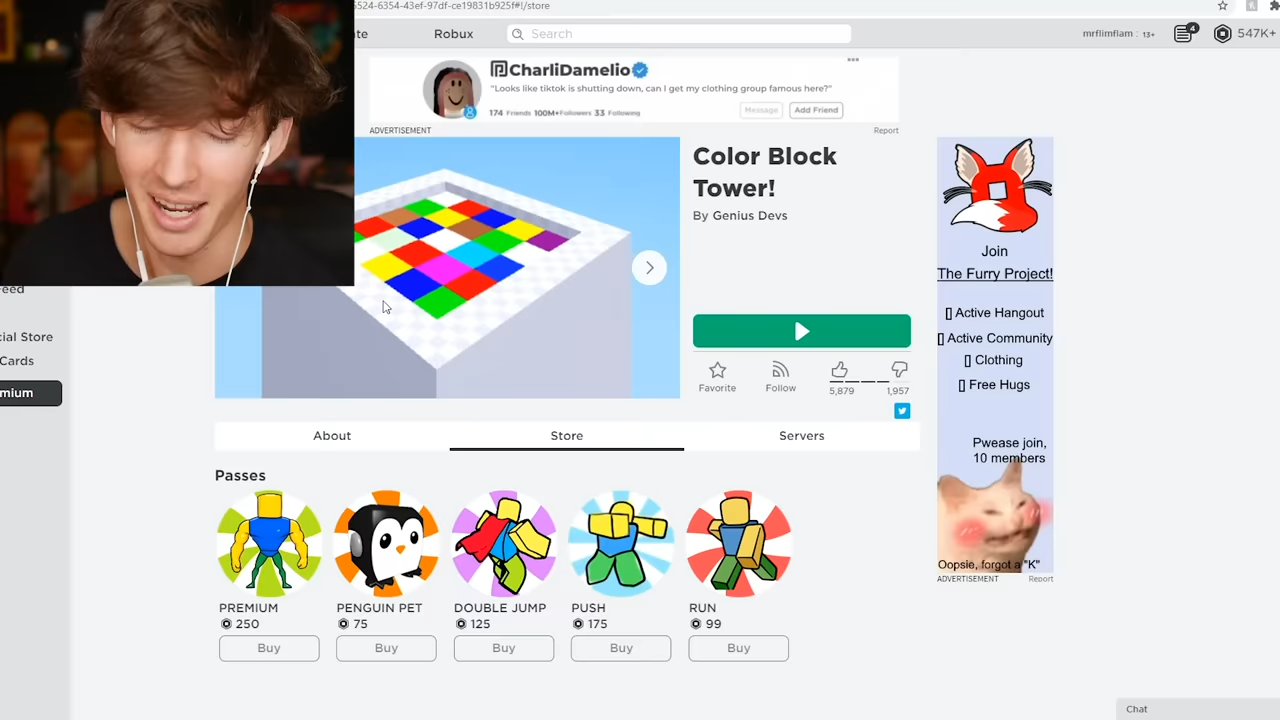 5524-6354-43ef-97df-ce19831b925f#!/store
ate
Robux
Search
mrflimflam : 13+
4
547K+
CharliDamelio
"Looks like tiktok is shutting down, can I get my clothing group famous here?"
174 Friends 100M+ Followers 33 Following
Message
Add Friend
ADVERTISEMENT
Report
Color Block
Tower!
By Genius Devs
Favorite
Follow
5,879
1,957
eed
cial Store
Cards
mium
About
Store
Servers
Passes
PREMIUM
250
Buy
PENGUIN PET
75
Buy
DOUBLE JUMP
125
Buy
PUSH
175
Buy
RUN
99
Buy
Join
The Furry Project!
[] Active Hangout
[] Active Community
[] Clothing
[] Free Hugs
Pwease join,
10 members
Oopsie, forgot a "K"
ADVERTISEMENT
Report
Chat